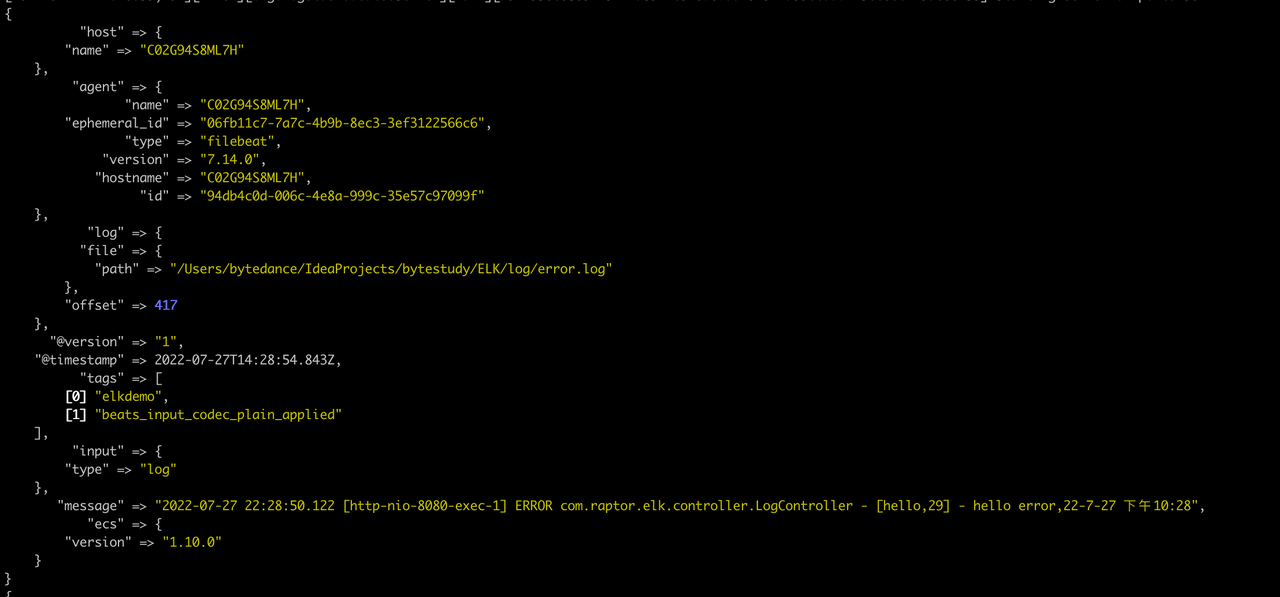 {
"host" => {
"name" => "C02G94S8ML7H"
},
"agent" => {
"name" => "C02G94S8ML7H",
"ephemeral_id" => "06fb11c7-7a7c-4b9b-8ec3-3ef3122566c6",
"type" => "filebeat",
"version" => "7.14.0",
"hostname" => "C02G94S8ML7H",
"id" => "94db4c0d-006c-4e8a-999c-35e57c97099f"
},
"log" => {
"file" => {
"path" => "/Users/bytedance/IdeaProjects/bytestudy/ELK/log/error.log"
},
"offset" => 417
},
"@version" => "1",
"@timestamp" => 2022-07-27T14:28:54.843Z,
"tags" => [
[0] "elkdemo",
[1] "beats_input_codec_plain_applied"
],
"input" => {
"type" => "log"
},
"message" => "2022-07-27 22:28:50.122 [http-nio-8080-exec-1] ERROR com.raptor.elk.controller.LogController - [hello,29] - hello error,22-7-27 下午10:28",
"ecs" => {
"version" => "1.10.0"
}
}
{